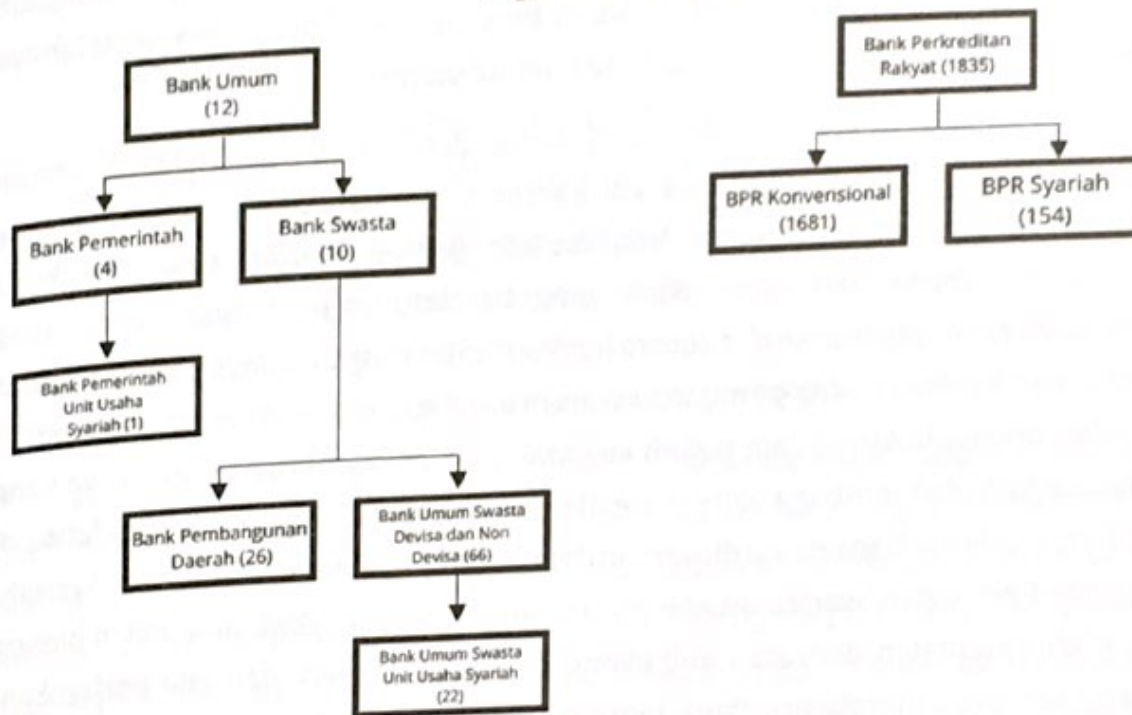 Bank Umum
(12)
Bank Pemerintah
(4)
Bank Swasta
(10)
Bank Pemerintah
Unit Usaha
Syariah (1)
Bank Pembangunan
Daerah (26)
Bank Umum Swasta
Devisa dan Non
Devisa (66)
Bank Umum Swasta
Unit Usaha Syariah
(22)
Bank Perkreditan
Rakyat (1835)
BPR Konvensional
(1681)
BPR Syariah
(154)